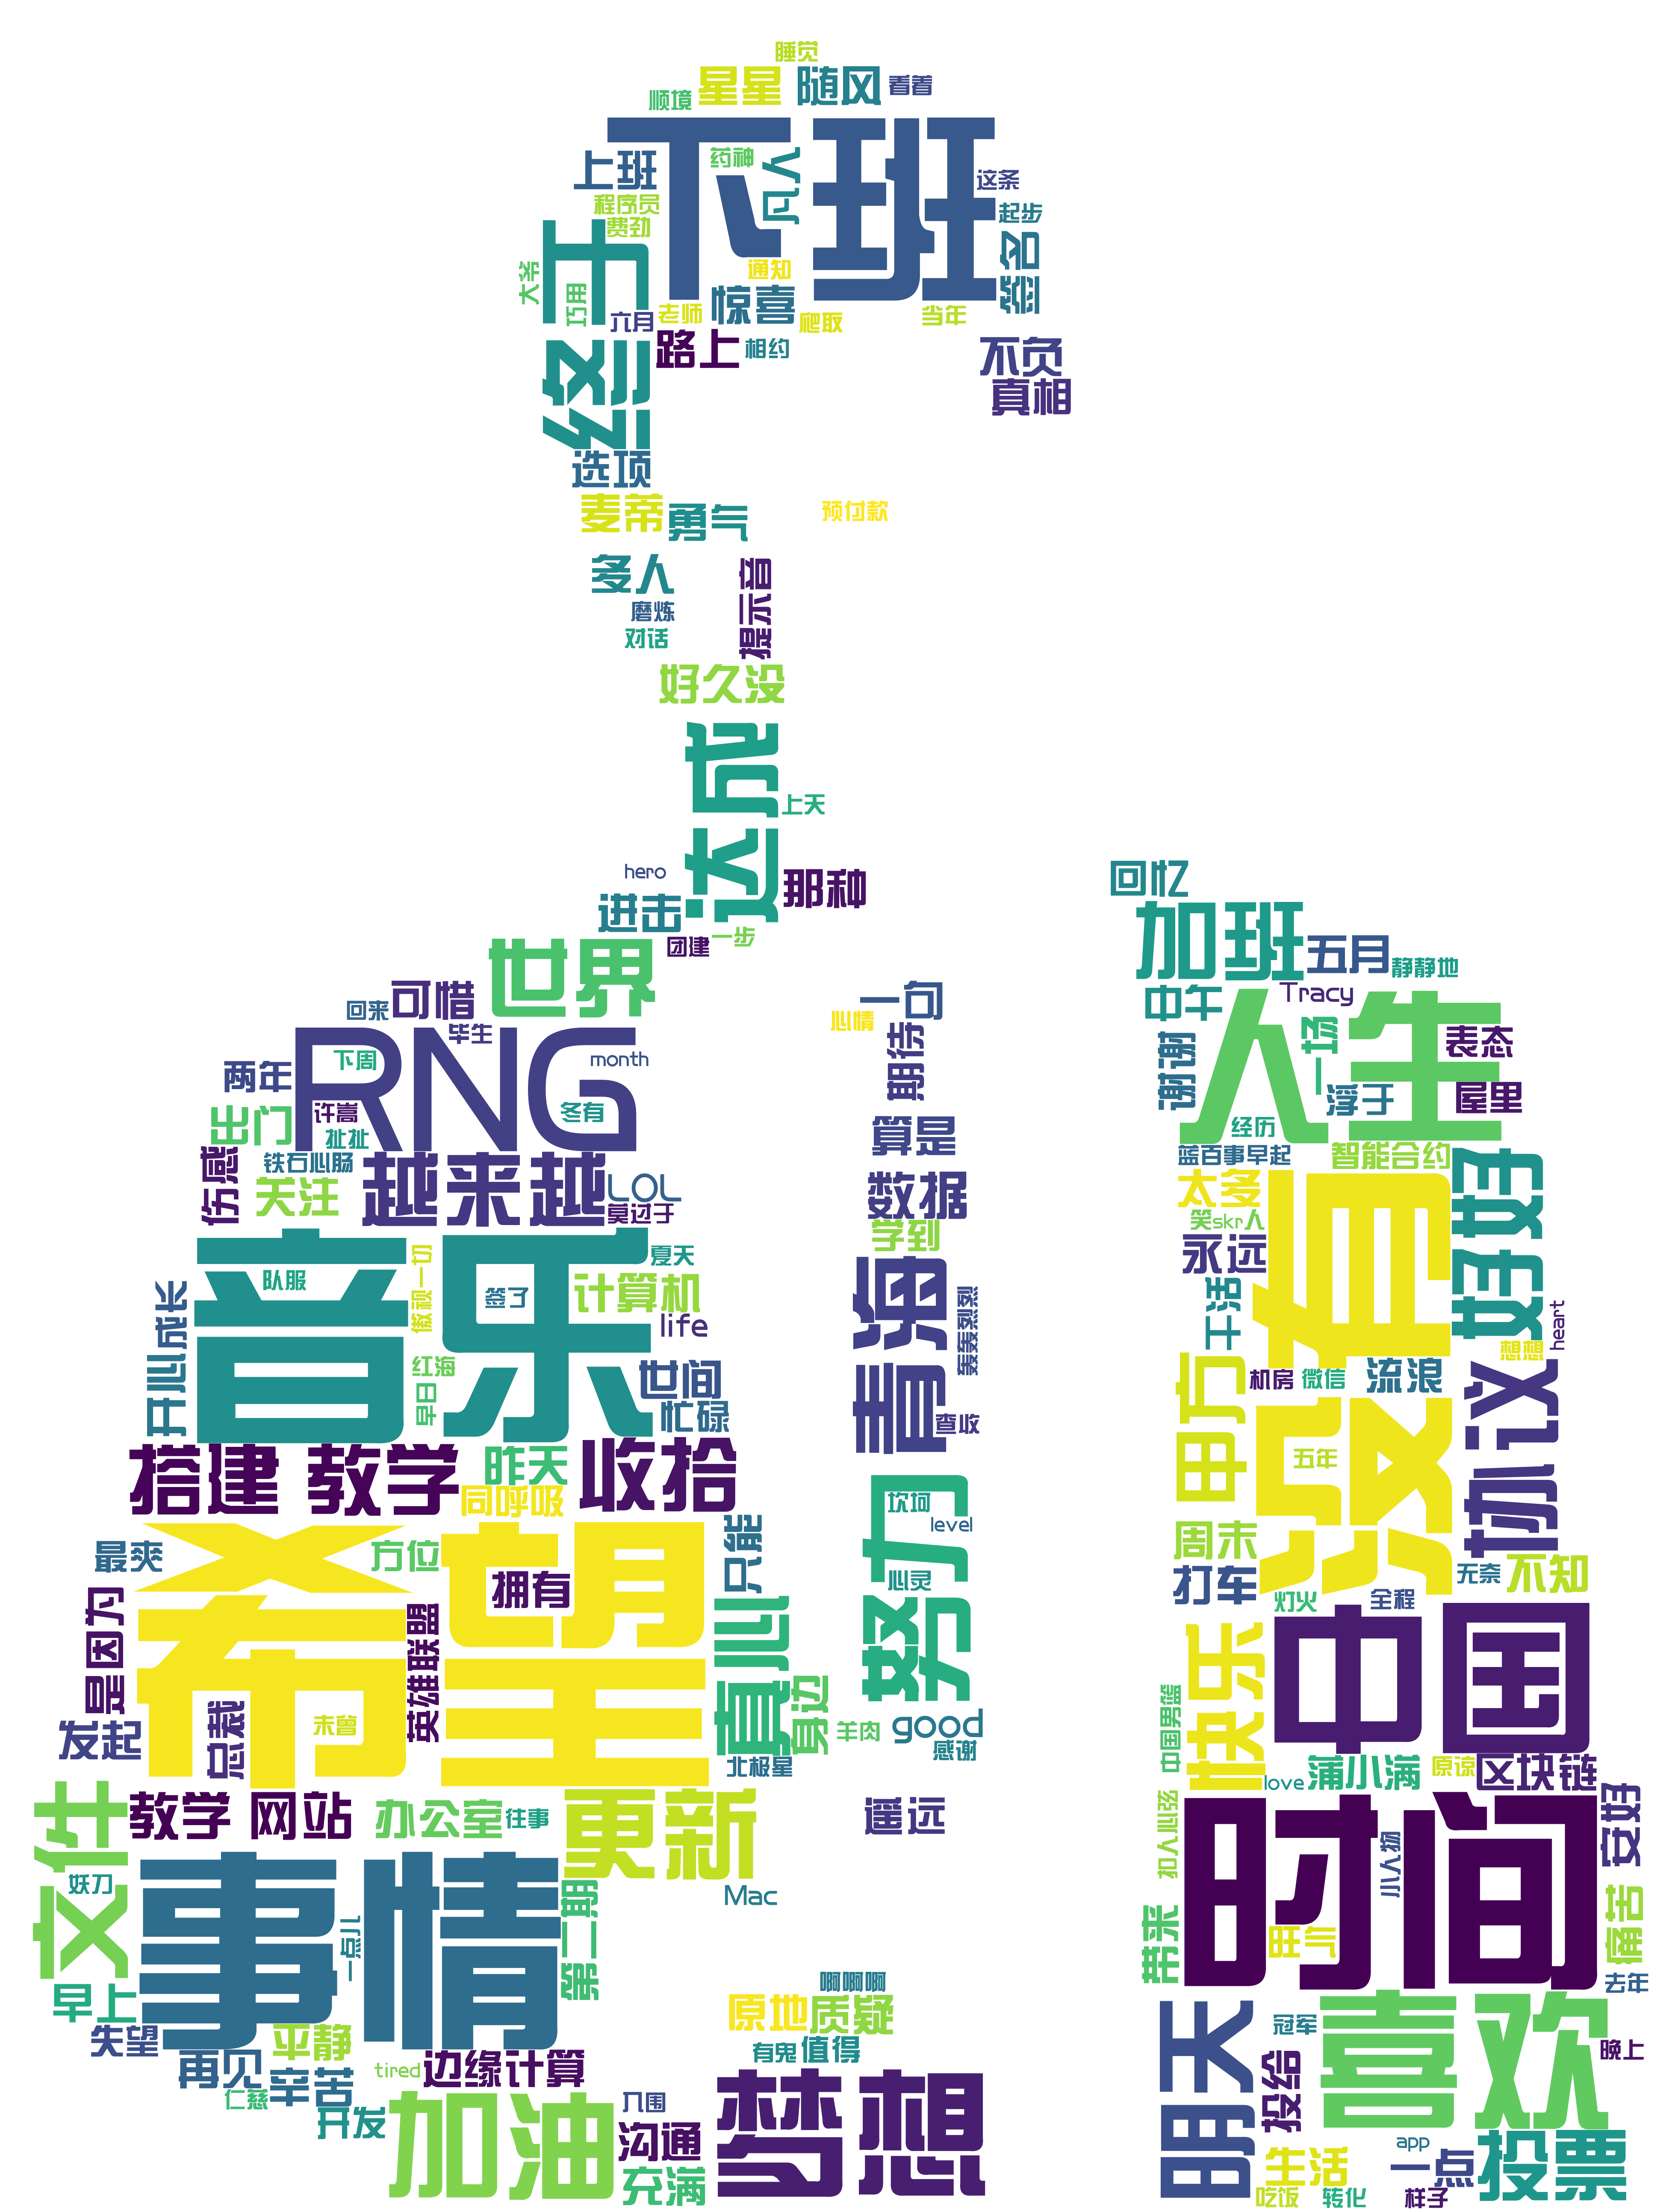 睡觉
星星 随风 看着
顺境
下班
上班 药神 VU 这条
程序员 起步
费劲
终于 签名
大爷 巧用 通知
六月 老师 惊喜 爬取 当年
路上 相约 不负
真相
选项
麦蒂 勇气 预付款
多人 提示音
磨炼
对话
好久没
达成
上天
hero 那种 回忆
进击 加班
团建 一步 五月 静静地
世界
可惜 一句 中午 Tracy
回来 心情 人生
RNG 毕生 期待 谢谢 一场 表态
两年 下周 month 浮于 屋里
出门 许嵩 冬有 算是 经历
扯扯
伤感 铁石心肠 越来越 蓝百事早起 智能合约
关注 LOL 数据 太多 没有 好好
莫过于 学到 笑skr人
永远
音乐 夏天 青海
队服 傲视一切 签了 计算机 轰轰烈烈 干活
成长 life heart
开心 红海 世间 甲方 想想
早日 忙碌 查收 机房 微信 流浪
搭建 教学 昨天 收拾 协议
同呼吸 努力 坎坷 五年
希望 level
最爽 方位 只能 周末
拥有 心灵 打车 无奈 不知
是因为 英雄联盟 真心 灯火 全程
中国
总裁 未曾 身边 快乐
发起 羊肉 good 中国男篮
北极星 感谢 love 蒲小满 原谅 区块链
文件 教学 网站 办公室 往事 更新 遥远 扣人心弦 时间 安好
妖刀 事情 Mac 小人物
一点儿 第二期 带来 旺气 痛苦
早上 啊啊啊 去年
失望 平静 原地 质疑 明天 冠军 喜欢
再见 有鬼 值得 晚上
仁慈 辛苦 tired 边缘计算 投给
开发 加油 入围 梦想
沟通 app
充满 生活 一点 投票
吃饭 转化 样子